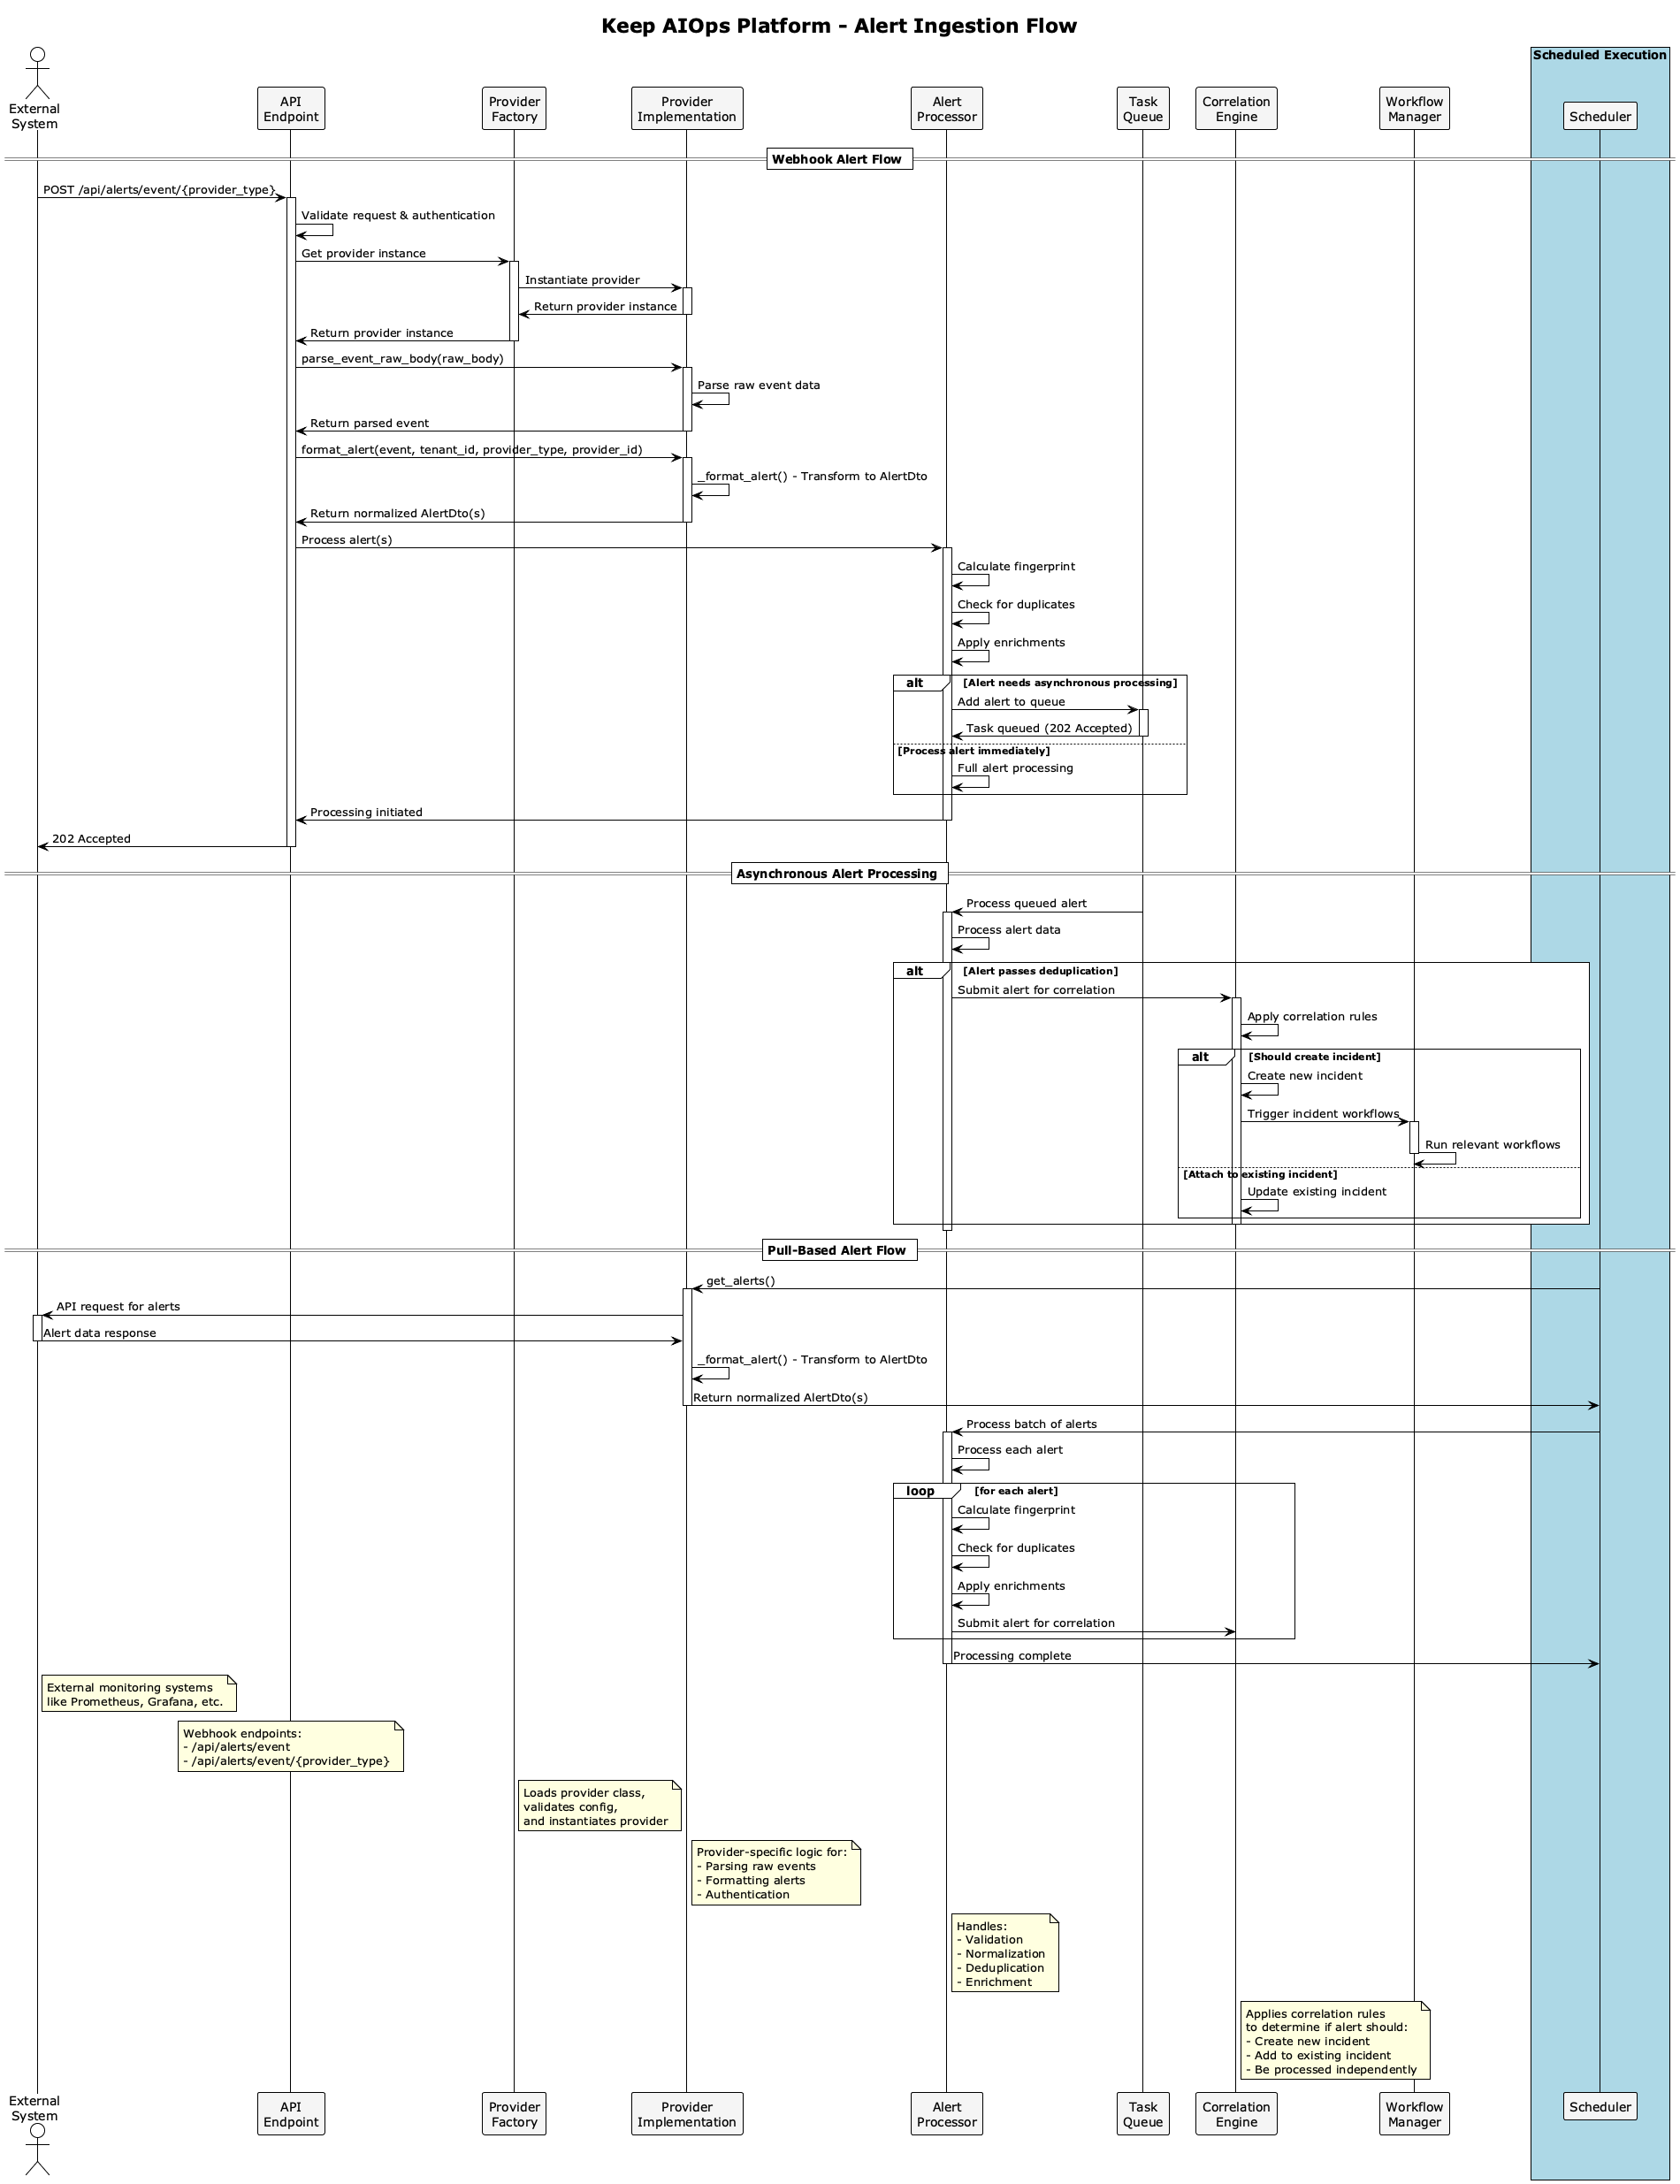 Keep AIOps Platform - Alert Ingestion Flow
Scheduled Execution
External
System
API
Endpoint
Provider
Factory
Provider
Implementation
Alert
Processor
Task
Queue
Correlation
Engine
Workflow
Manager
Scheduler
Webhook Alert Flow
POST /api/alerts/event/{provider_type}
Validate request & authentication
Get provider instance
Instantiate provider
Return provider instance
Return provider instance
parse_event_raw_body(raw_body)
Parse raw event data
Return parsed event
format_alert(event, tenant_id, provider_type, provider_id)
_format_alert() - Transform to AlertDto
Return normalized AlertDto(s)
Process alert(s)
Calculate fingerprint
Check for duplicates
Apply enrichments
alt [Alert needs asynchronous processing]
Add alert to queue
Task queued (202 Accepted)
[Process alert immediately]
Full alert processing
Processing initiated
202 Accepted
Asynchronous Alert Processing
Process queued alert
Process alert data
alt [Alert passes deduplication]
Submit alert for correlation
Apply correlation rules
alt [Should create incident]
Create new incident
Trigger incident workflows
Run relevant workflows
[Attach to existing incident]
Update existing incident
Pull-Based Alert Flow
get_alerts()
API request for alerts
Alert data response
_format_alert() - Transform to AlertDto
Return normalized AlertDto(s)
Process batch of alerts
Process each alert
loop [for each alert]
Calculate fingerprint
Check for duplicates
Apply enrichments
Submit alert for correlation
Processing complete
External monitoring systems
like Prometheus, Grafana, etc.
Webhook endpoints:
- /api/alerts/event
- /api/alerts/event/{provider_type}
Loads provider class,
validates config,
and instantiates provider
Provider-specific logic for:
- Parsing raw events
- Formatting alerts
- Authentication
Handles:
- Validation
- Normalization
- Deduplication
- Enrichment
Applies correlation rules
to determine if alert should:
- Create new incident
- Add to existing incident
- Be processed independently
External
System
API
Endpoint
Provider
Factory
Provider
Implementation
Alert
Processor
Task
Queue
Correlation
Engine
Workflow
Manager
Scheduler